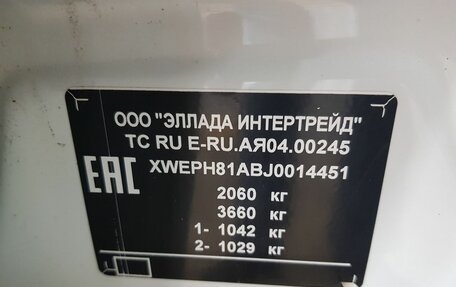 ООО "ЭЛЛАДА ИНТЕРТРЕЙД"
ТС RU E-RU.АЯ04.00245
EAC
XWEPH81ABJ0014451
2060 кг
3660 кг
1- 1042 кг
2- 1029 кг